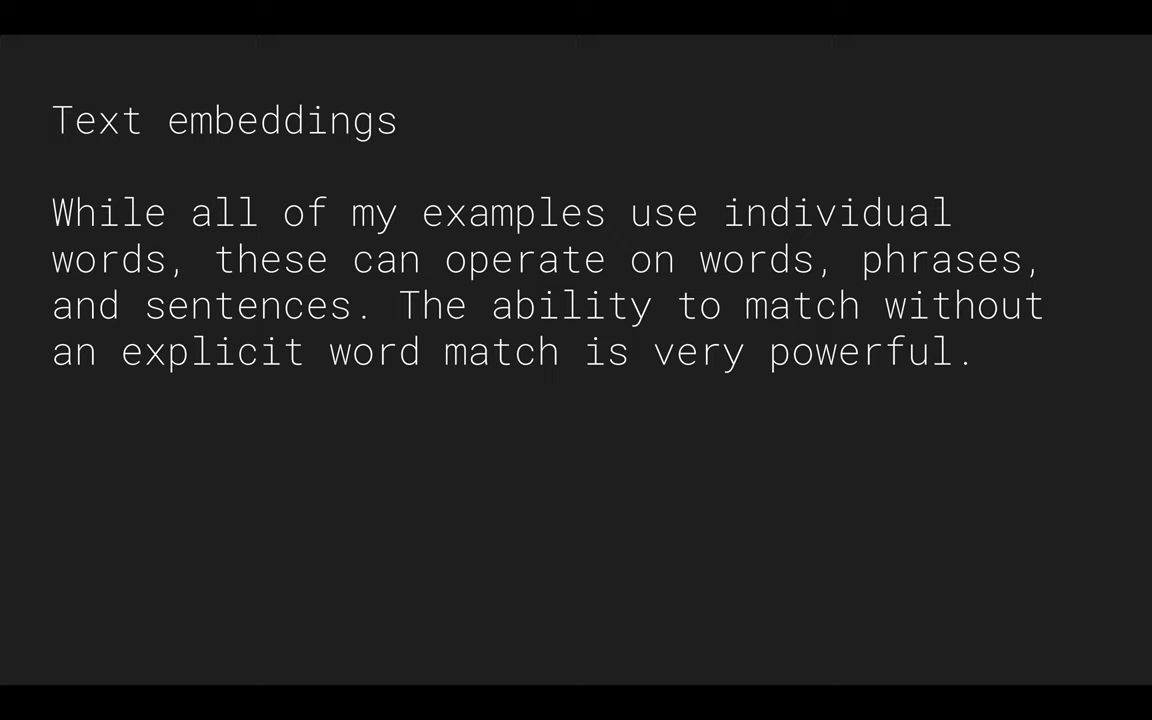 Text embeddings
While all of my examples use individual
words, these can operate on words, phrases,
and sentences. The ability to match without
an explicit word match is very powerful.